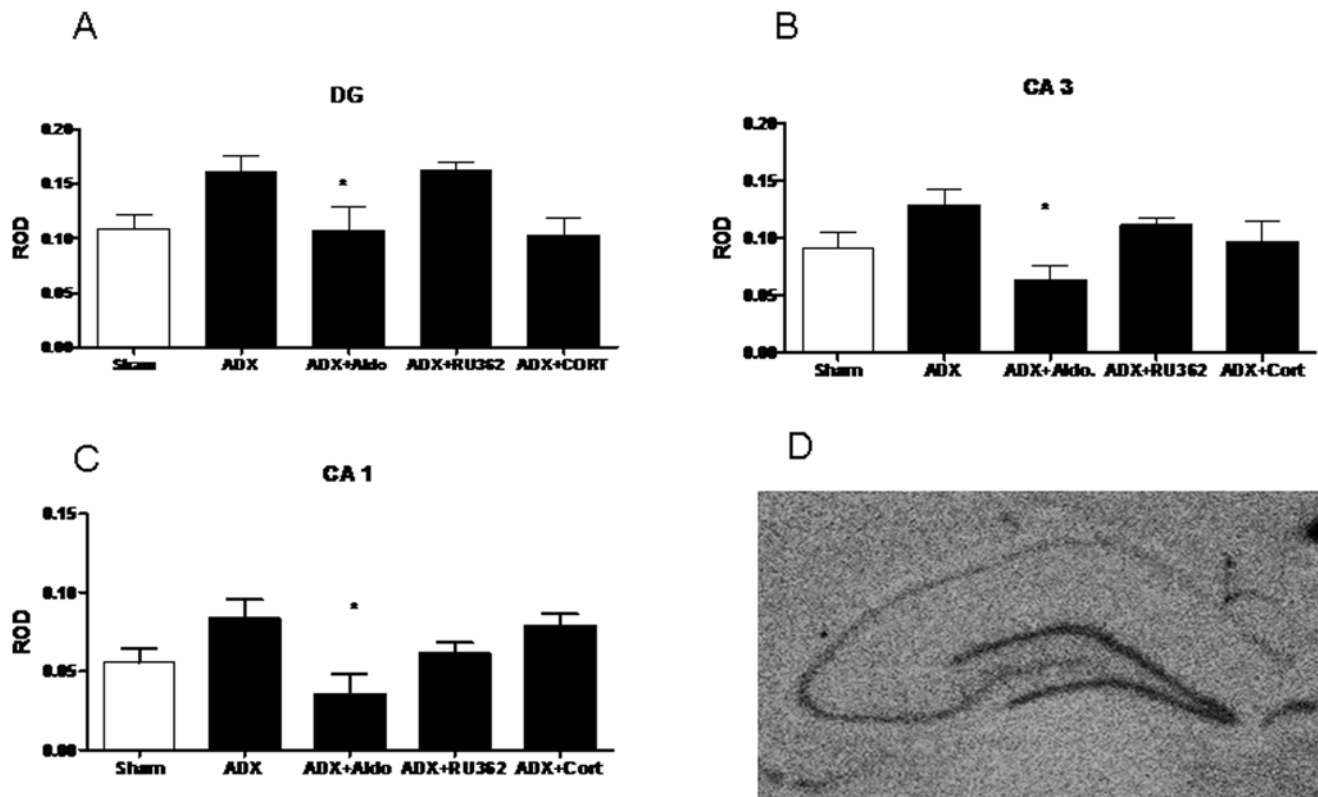 A
DG
0.20
0.15
0.10
0.05
0.00
ROD
Sham ADX ADX+Aldo ADX+RU362 ADX+CORT
*
B
CA 3
0.20
0.15
0.10
0.05
0.00
ROD
Sham ADX ADX+Aldo. ADX+RU362 ADX+Cort
*
C
CA 1
0.15
0.10
0.05
0.00
ROD
Sham ADX ADX+Aldo ADX+RU362 ADX+Cort
*
D